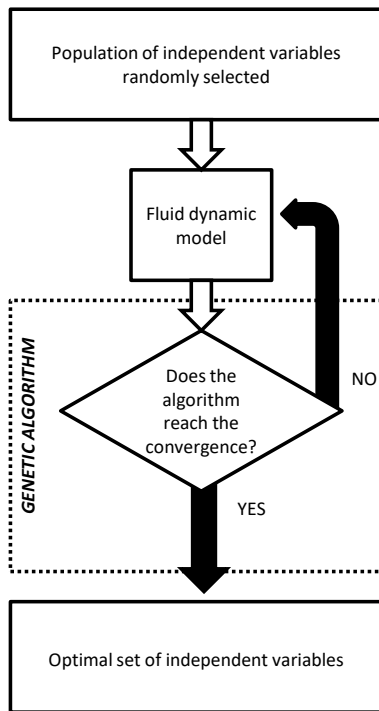 Population of independent variables
randomly selected
Fluid dynamic
model
GENETIC ALGORITHM
Does the
algorithm
reach the
convergence?
NO
YES
Optimal set of independent variables